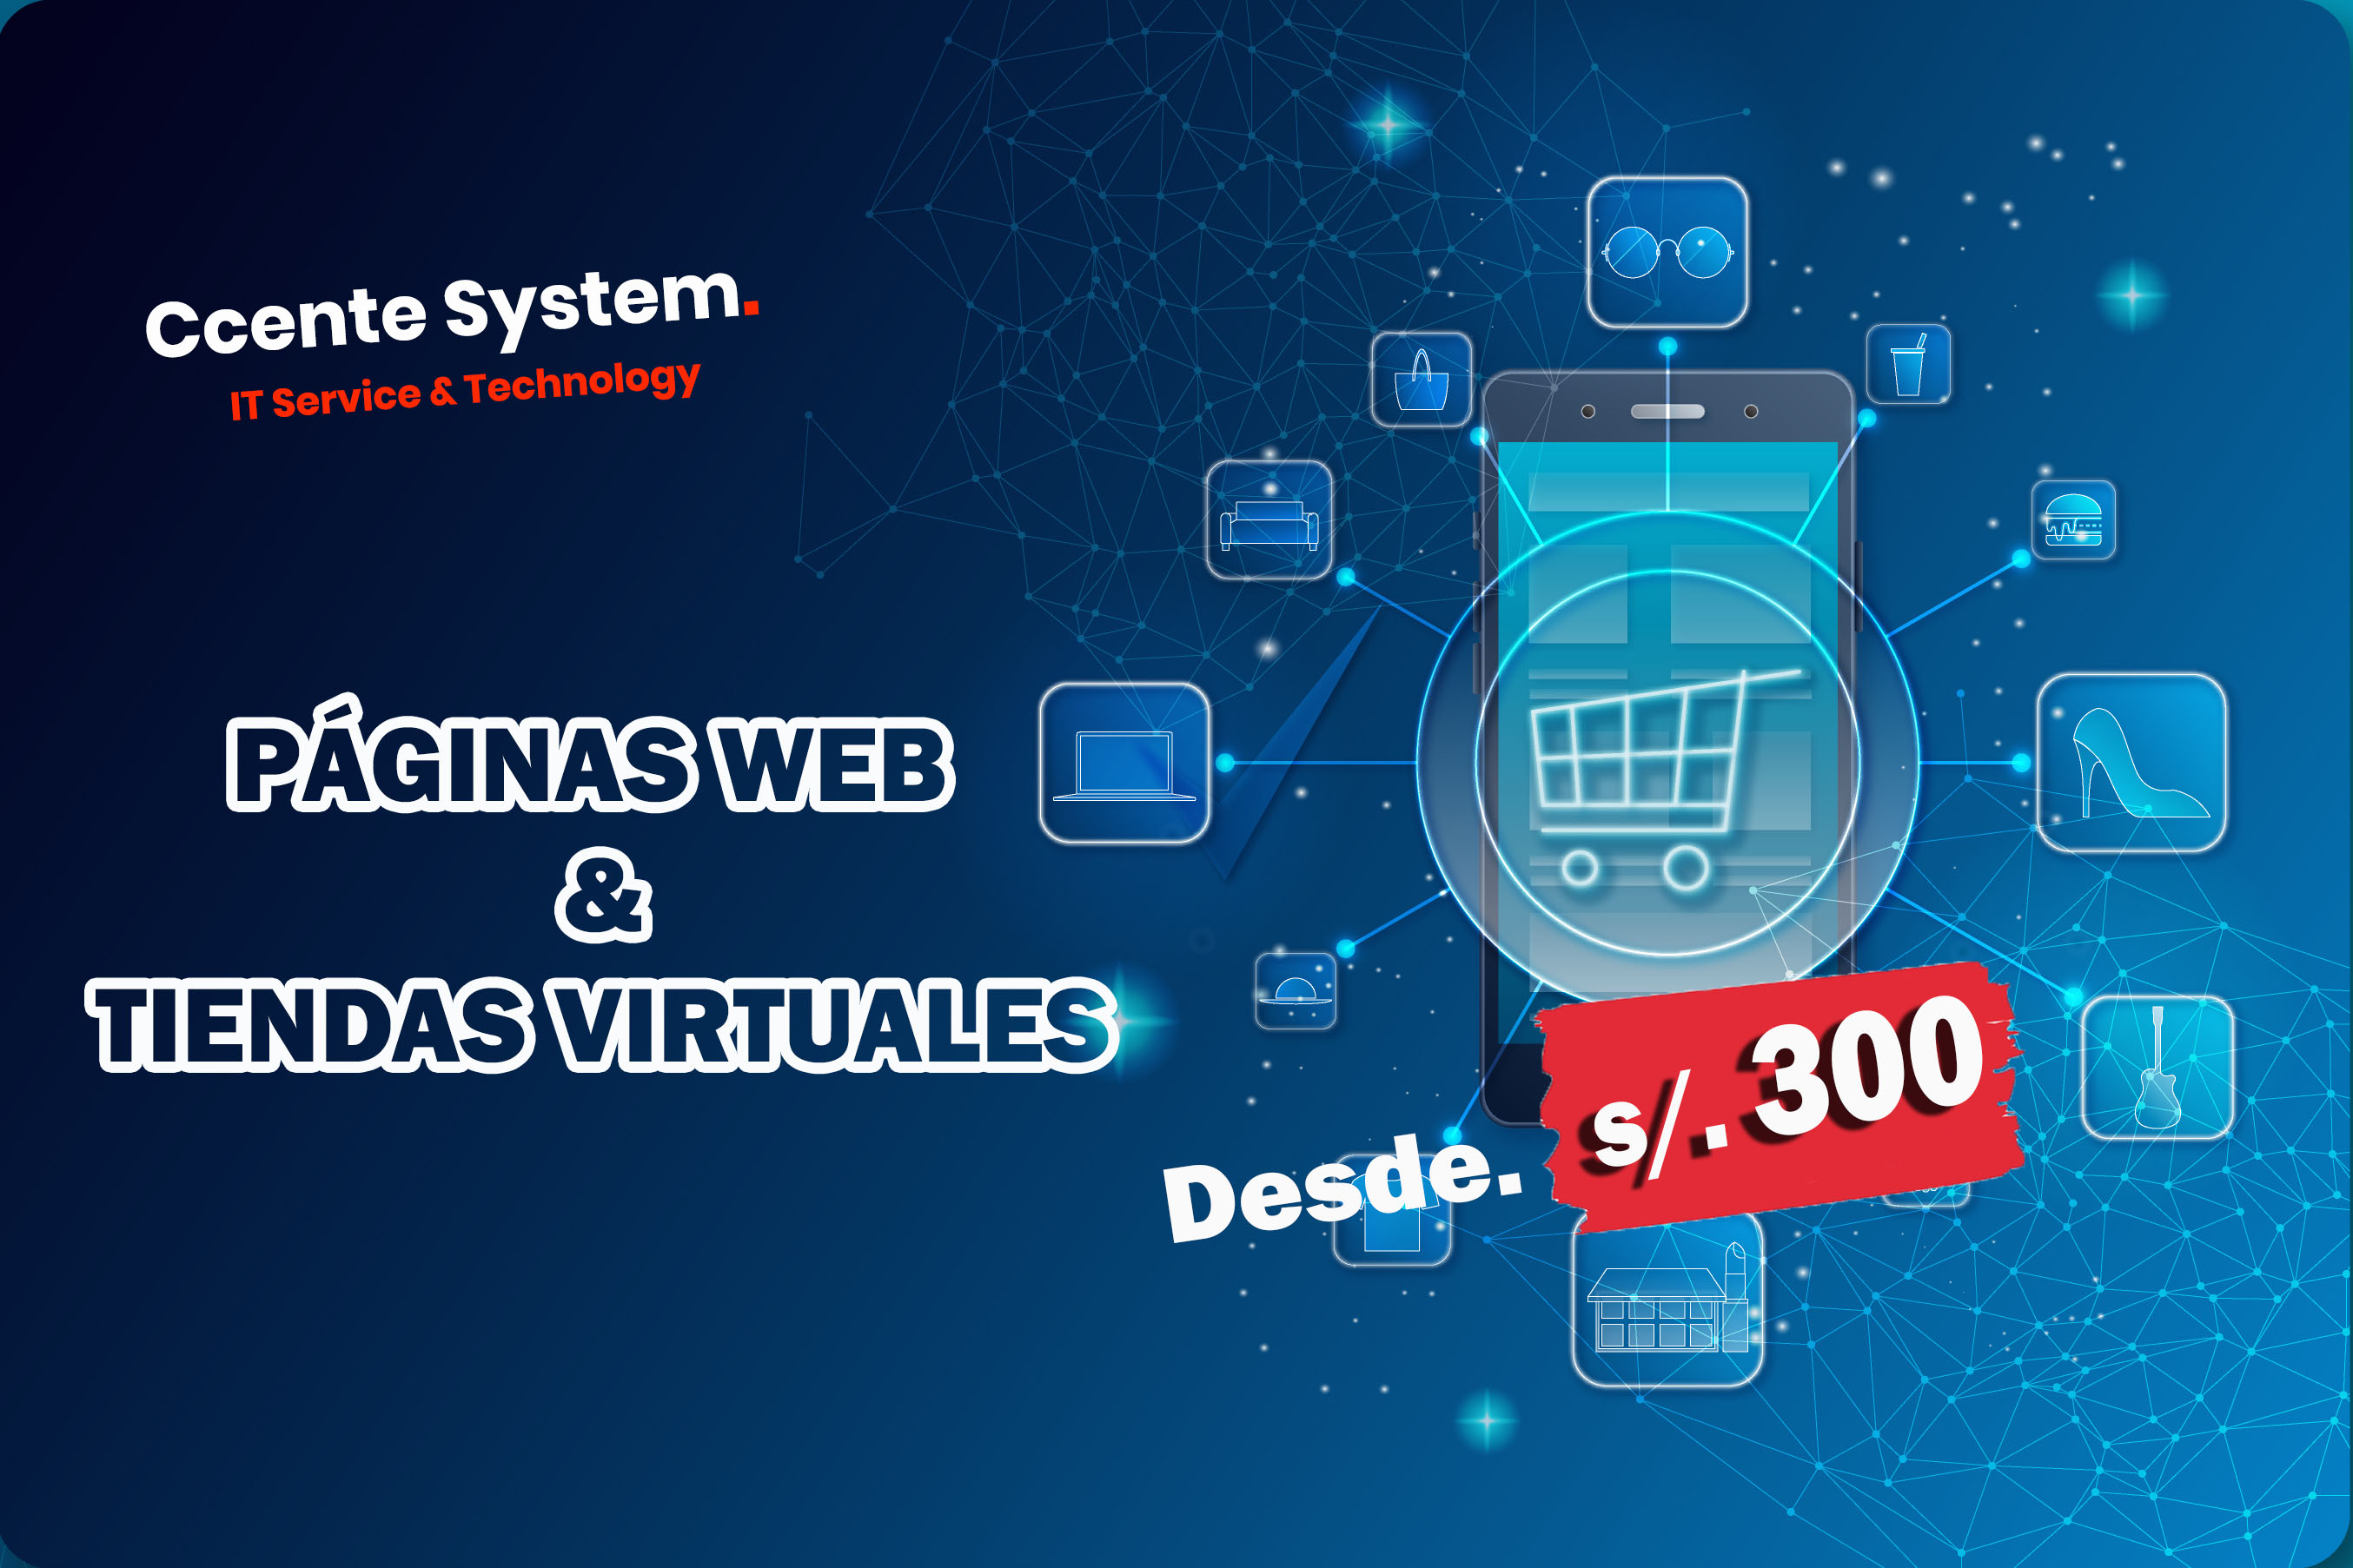 Ccente System.
IT Service & Technology
PÁGINAS WEB
&
TIENDAS VIRTUALES
Desde. s/. 300